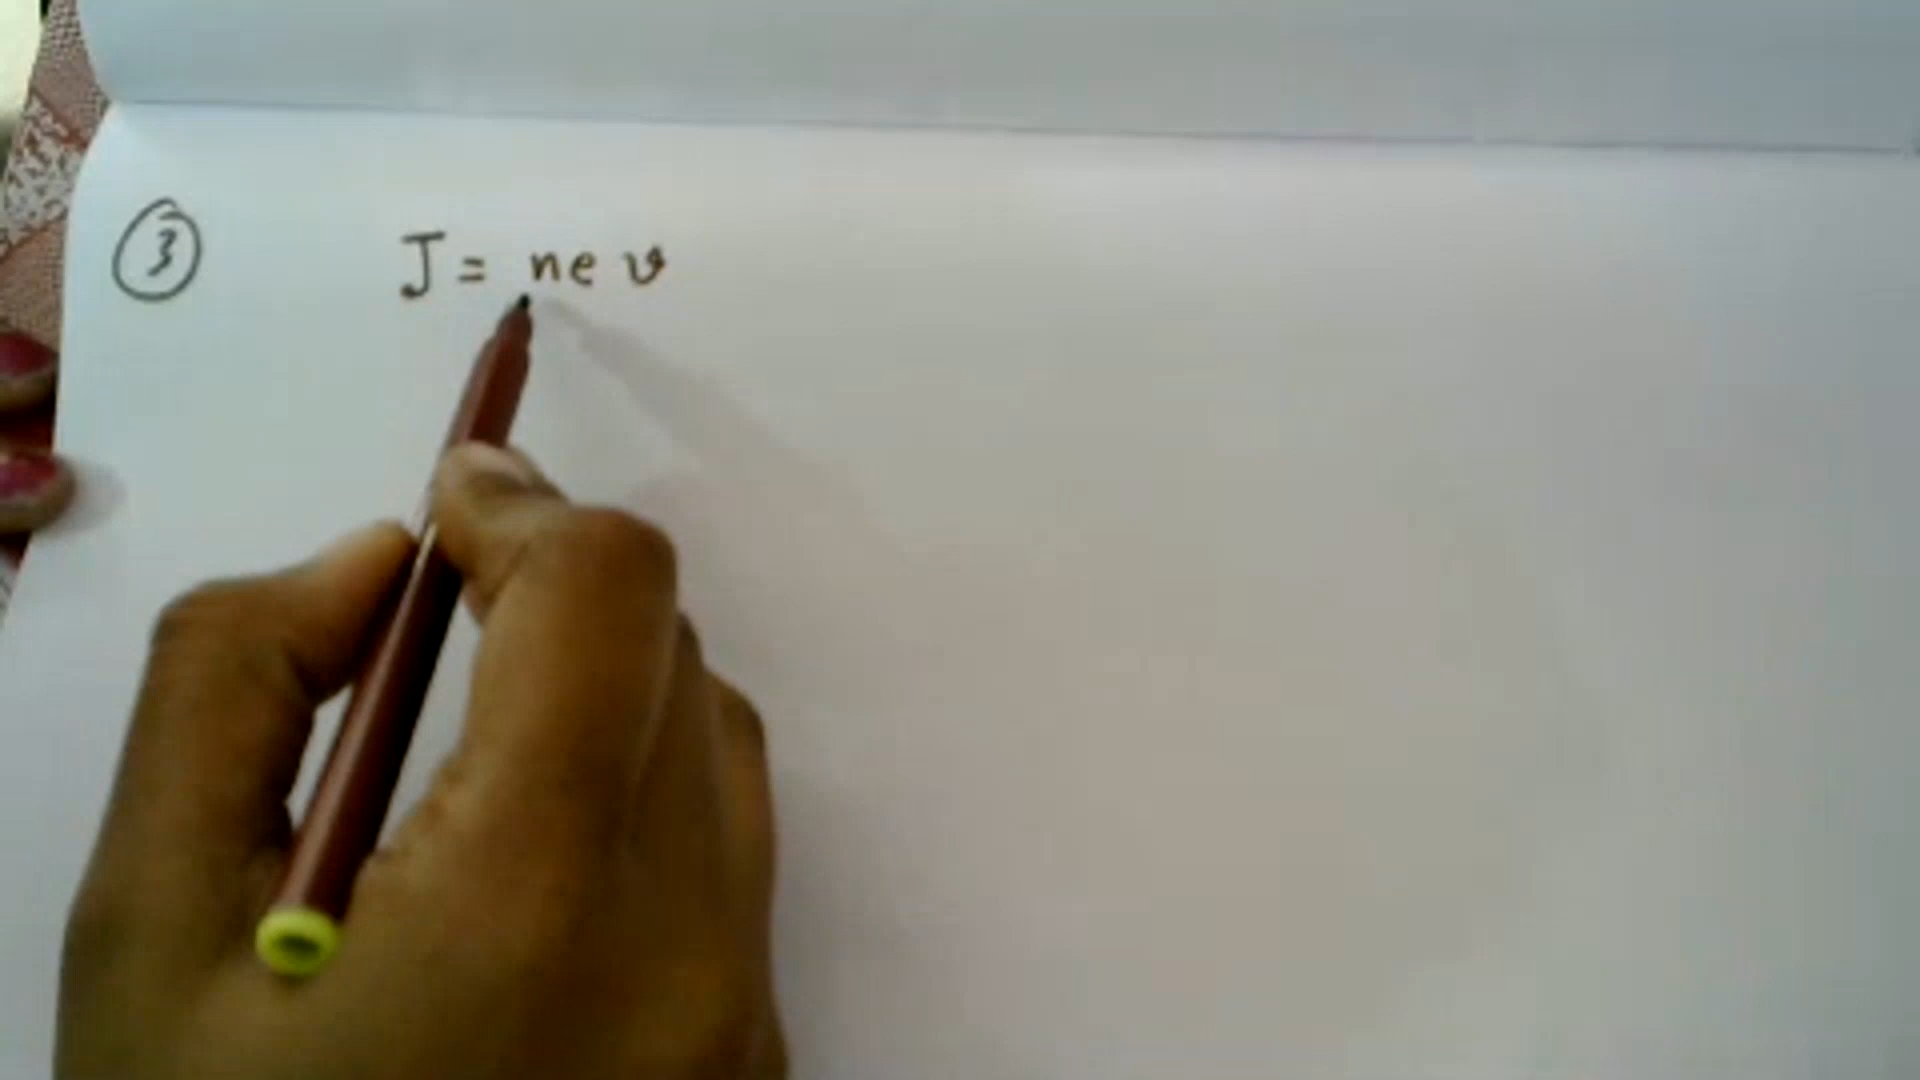 ③ J = ne v